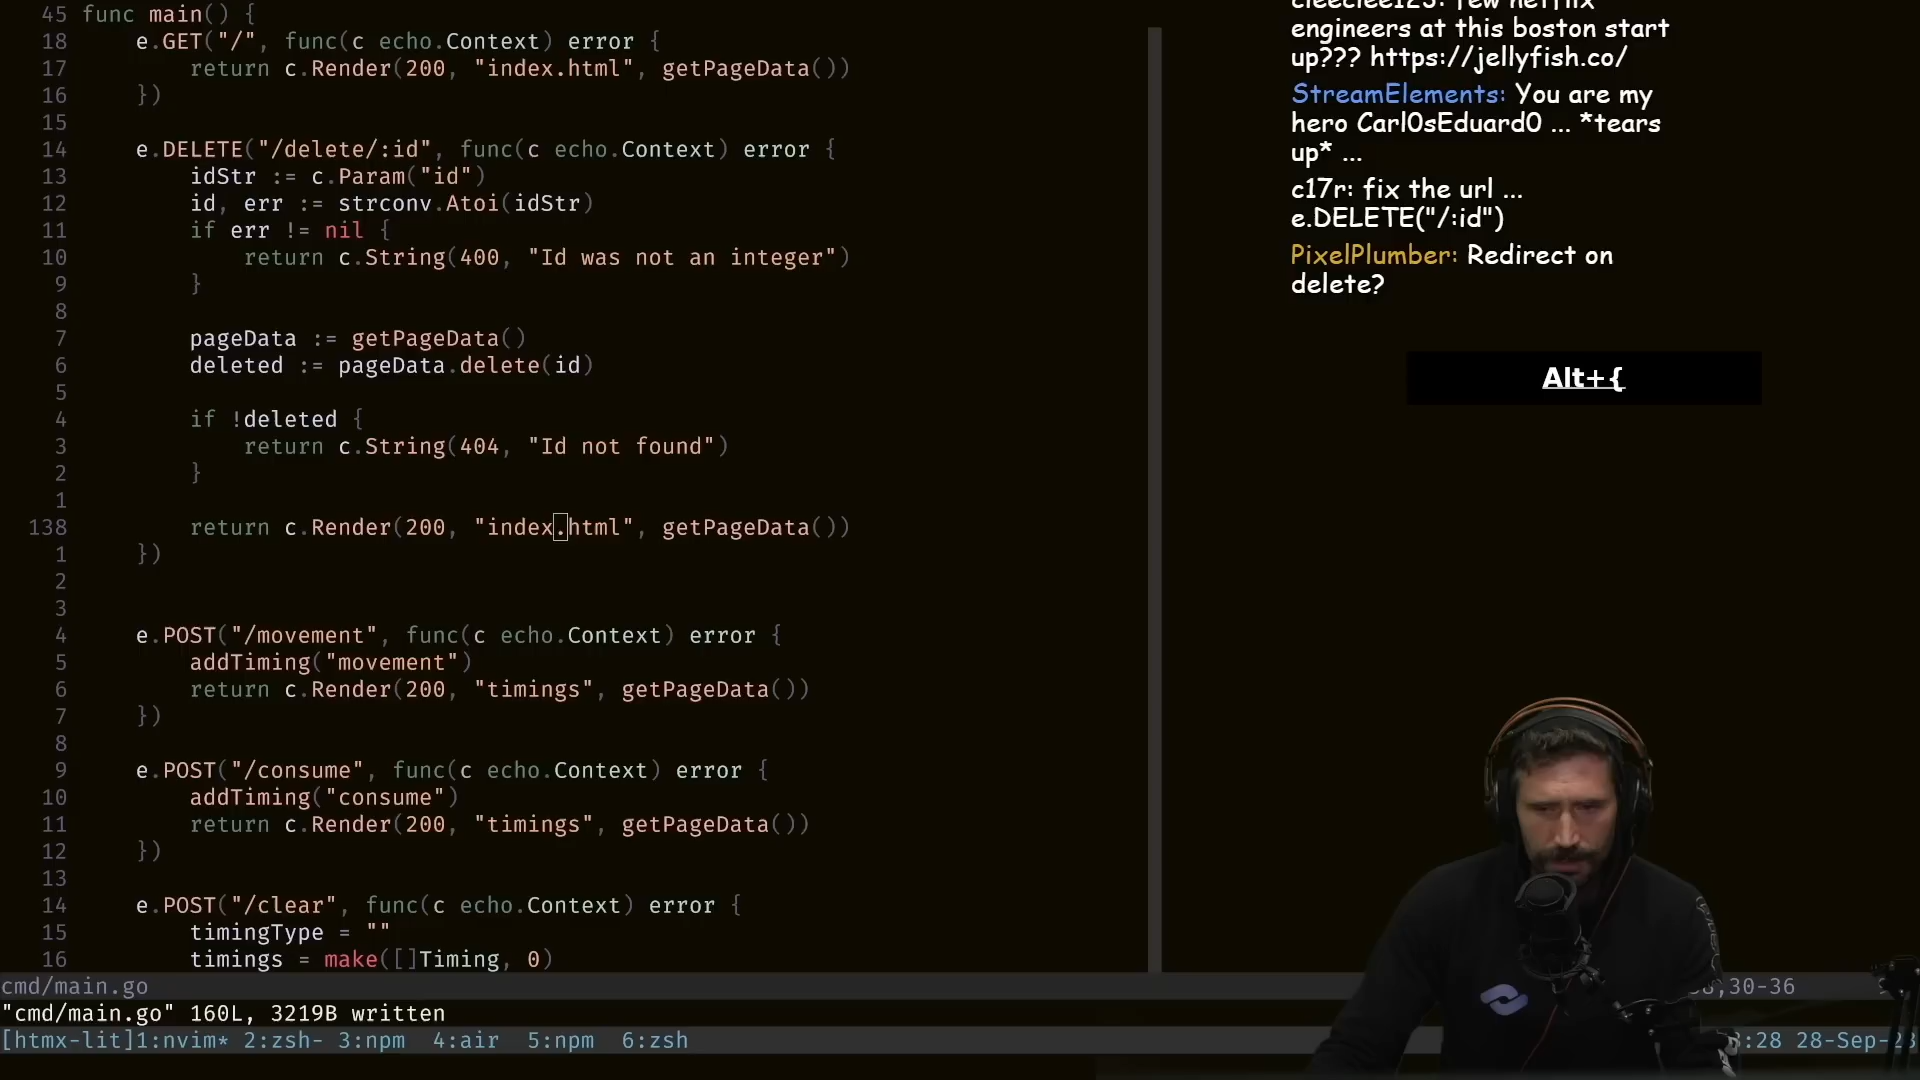 45 func main() {
18 e.GET("/", func(c echo.Context) error {
17 return c.Render(200, "index.html", getPageData())
16 })
15
14 e.DELETE("/delete/:id", func(c echo.Context) error {
13 idStr := c.Param("id")
12 id, err := strconv.Atoi(idStr)
11 if err != nil {
10 return c.String(400, "Id was not an integer")
9 }
8
7 pageData := getPageData()
6 deleted := pageData.delete(id)
5
4 if !deleted {
3 return c.String(404, "Id not found")
2 }
1
138 return c.Render(200, "index.html", getPageData())
1 })
2
3
4 e.POST("/movement", func(c echo.Context) error {
5 addTiming("movement")
6 return c.Render(200, "timings", getPageData())
7 })
8
9 e.POST("/consume", func(c echo.Context) error {
10 addTiming("consume")
11 return c.Render(200, "timings", getPageData())
12 })
13
14 e.POST("/clear", func(c echo.Context) error {
15 timingType = ""
16 timings = make([]Timing, 0)
cmd/main.go
"cmd/main.go" 160L, 3219B written
[htmx-lit]1:nvim* 2:zsh- 3:npm 4:air 5:npm 6:zsh
engineers at this boston start
up??? https://jellyfish.co/
StreamElements: You are my
hero Carl0sEduard0 ... *tears
up* ...
c17r: fix the url ...
e.DELETE("/:id")
PixelPlumber: Redirect on
delete?
Alt+{
,30-36
:28 28-Sep-2